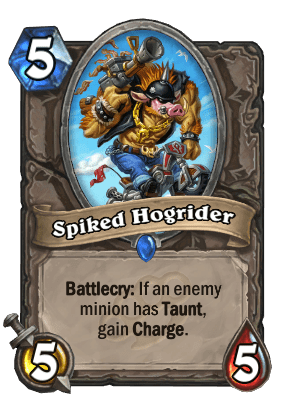 5
Spiked Hogrider
Battlecry: If an enemy
minion has Taunt,
gain Charge.
5 5